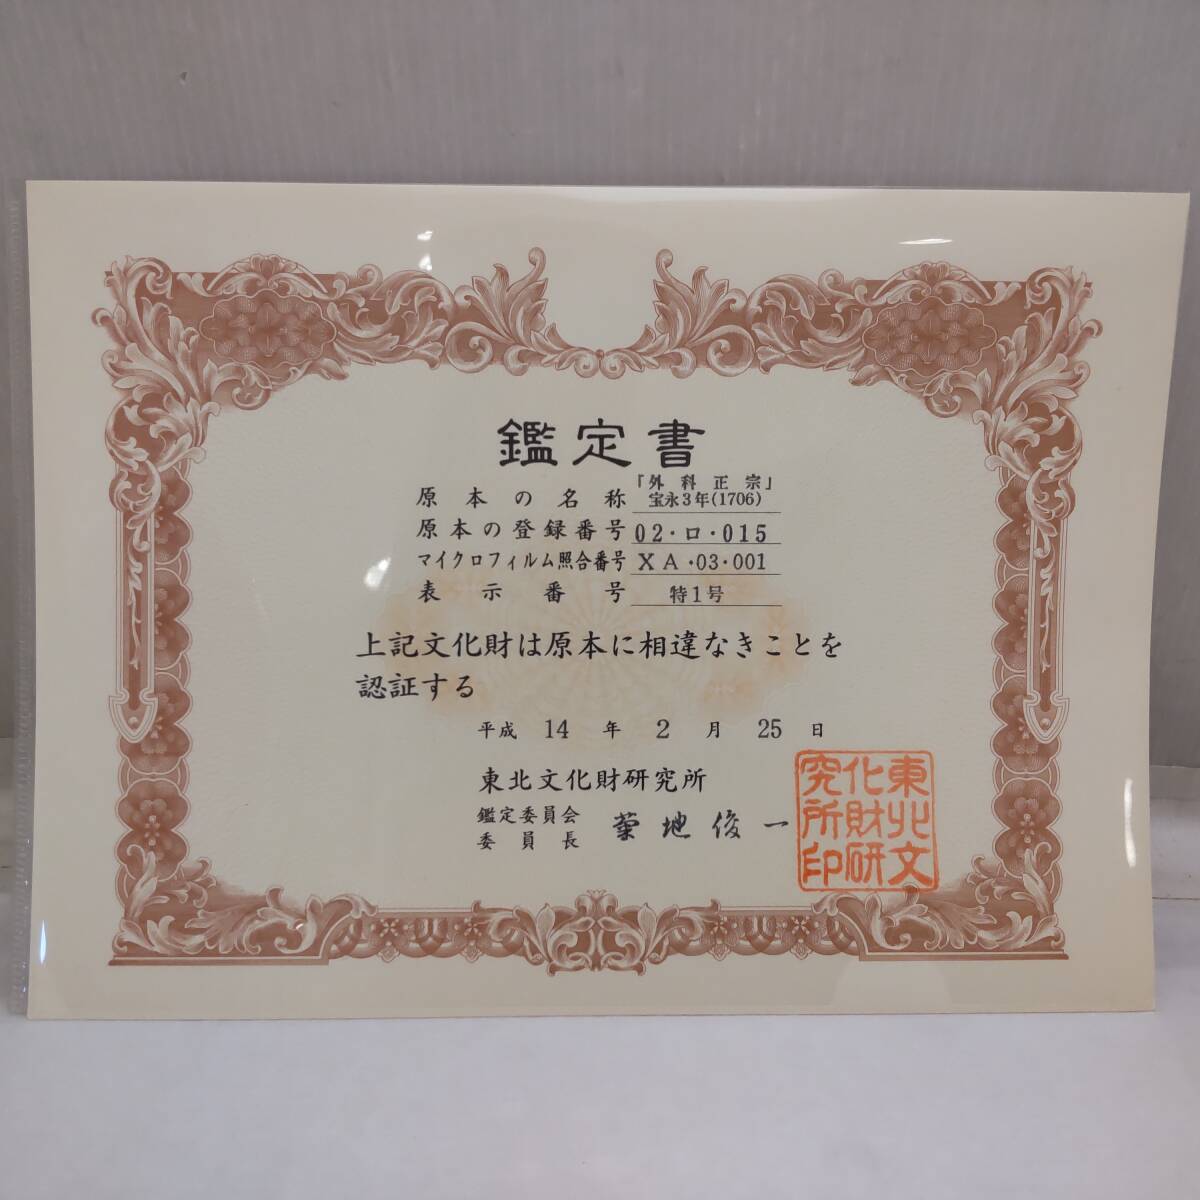 鑑定書
原本の名称 「外科正宗」
宝永3年(1706)
原本の登録番号 02・ロ・015
マイクロフィルム照合番号 XA・03・001
表示番号 特1号
上記文化財は原本に相違なきことを
認証する
平成 14 年 2 月 25 日
東北文化財研究所
鑑定委員会
委員長 菊地俊一
東北文
化財研
究所印